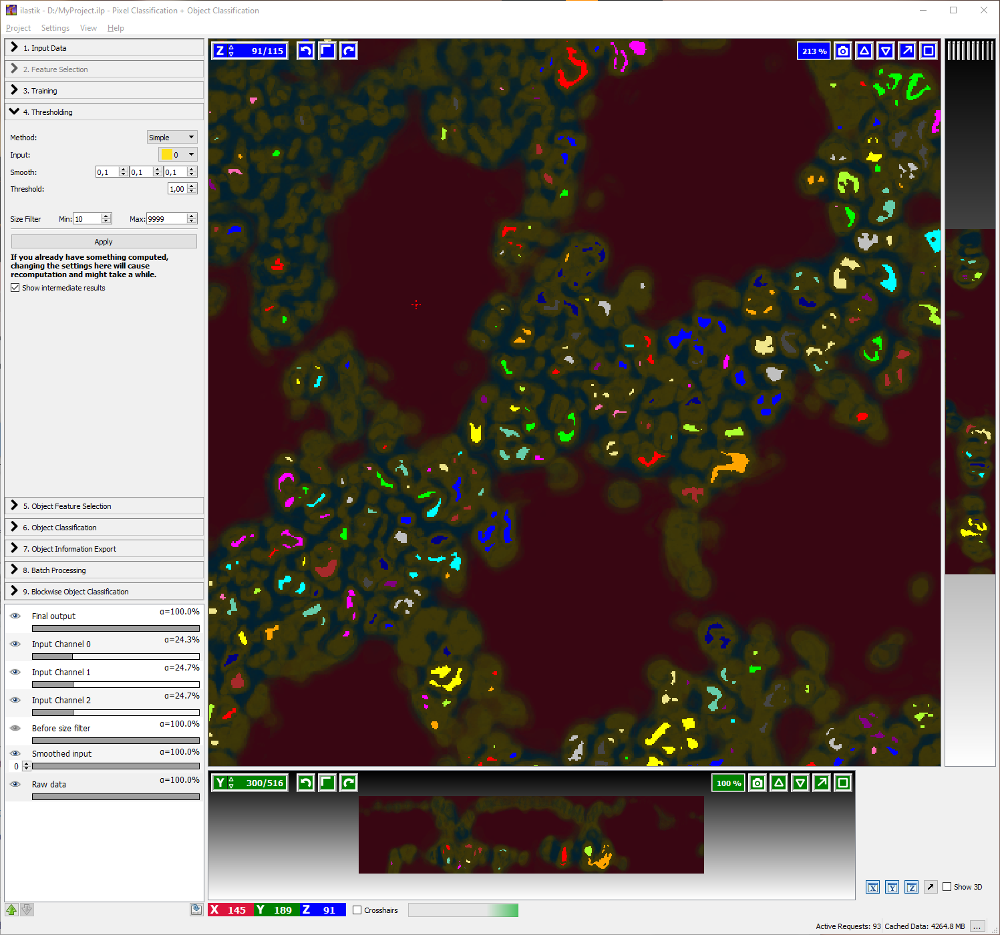 ilastik - D:/MyProject.ilp - Pixel Classification + Object Classification
Project Settings View Help
1. Input Data
2. Feature Selection
3. Training
4. Thresholding
Method: Simple
Input: 0
Smooth: 0,1 0,1 0,1
Threshold: 1,00
Size Filter Min: 10 Max: 9999
Apply
If you already have something computed,
changing the settings here will cause
recomputation and might take a while.
Show intermediate results
5. Object Feature Selection
6. Object Classification
7. Object Information Export
8. Batch Processing
9. Blockwise Object Classification
Final output α=100.0%
Input Channel 0 α=24.3%
Input Channel 1 α=24.7%
Input Channel 2 α=24.7%
Before size filter α=100.0%
Smoothed input α=100.0%
0
Raw data α=100.0%
Z 91/115
213 %
Y 300/516
100 %
X Y Z Show 3D
X 145 Y 189 Z 91 Crosshairs
Active Requests: 93 Cached Data: 4264.8 MB ...